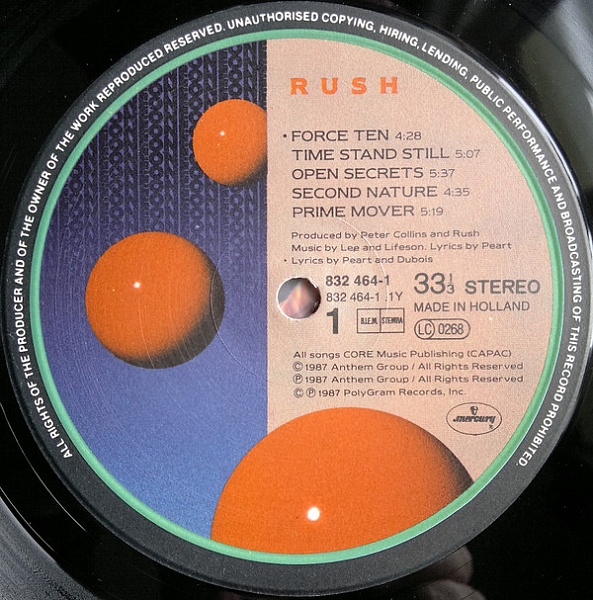 ALL RIGHTS OF THE PRODUCER AND OF THE OWNER OF THE WORK REPRODUCED RESERVED. UNAUTHORISED COPYING, HIRING, LENDING, PUBLIC PERFORMANCE AND BROADCASTING OF THIS RECORD PROHIBITED.
RUSH
• FORCE TEN 4:28
TIME STAND STILL 5:07
OPEN SECRETS 5:37
SECOND NATURE 4:35
PRIME MOVER 5:19
Produced by Peter Collins and Rush
Music by Lee and Lifeson. Lyrics by Peart
• Lyrics by Peart and Dubois
832 464-1
832 464-1 .1Y
33⅓ STEREO
MADE IN HOLLAND
1
B.I.E.M. STEMRA
LC 0268
All songs CORE Music Publishing (CAPAC)
© 1987 Anthem Group / All Rights Reserved
℗ 1987 Anthem Group / All Rights Reserved
© ℗ 1987 PolyGram Records, Inc.
mercury